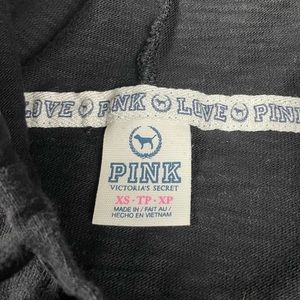 LOVE PINK LOVE PINK
PINK
VICTORIA'S SECRET
XS · TP · XP
MADE IN / FAIT AU /
HECHO EN VIETNAM